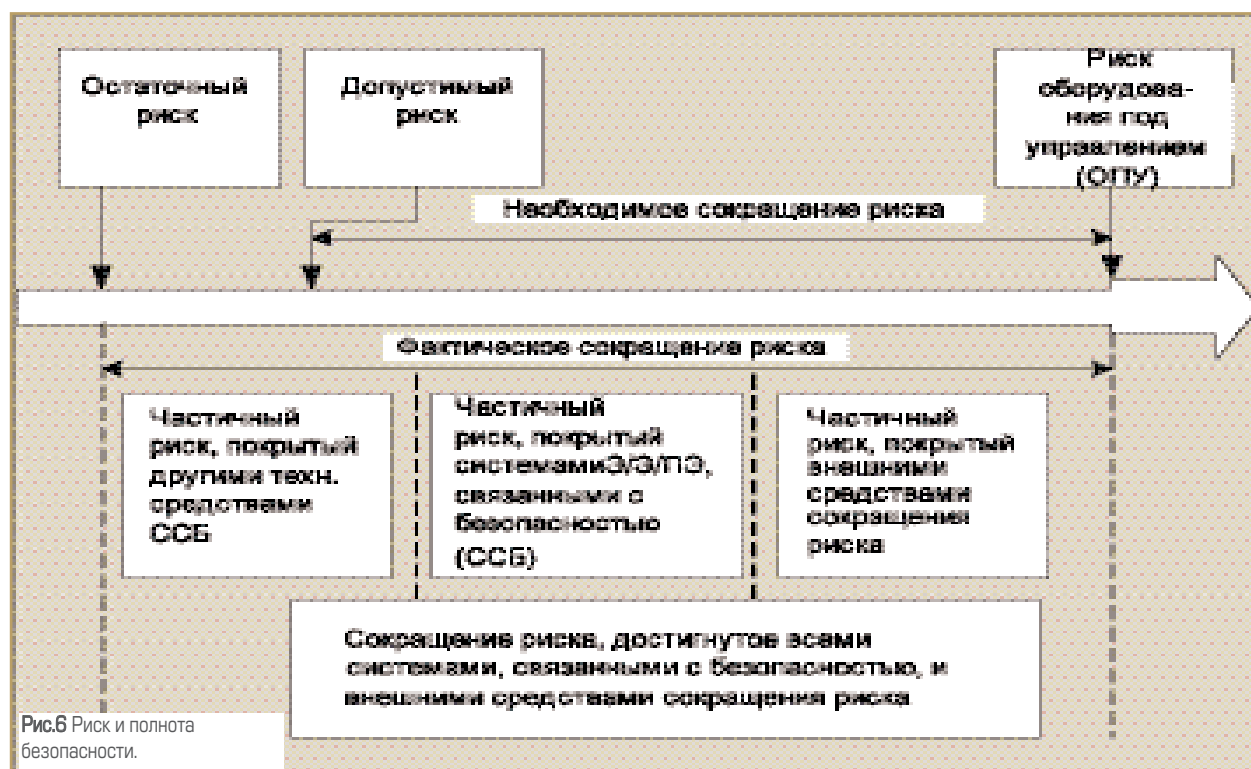 Остаточный
риск
Допустимый
риск
Риск
оборудова-
ния под
управлением
(ОПУ)
Необходимое сокращение риска
Фактическое сокращение риска
Частичный
риск, покрытый
другими техн.
средствами
ССБ
Частичный
риск, покрытый
системамиЭ/Э/ПЭ,
связанными с
безопасностью
(ССБ)
Частичный
риск, покрытый
внешними
средствами
сокращения
риска
Сокращение риска, достигнутое всеми
системами, связанными с безопасностью, и
внешними средствами сокращения риска
Рис.6 Риск и полнота
безопасности.